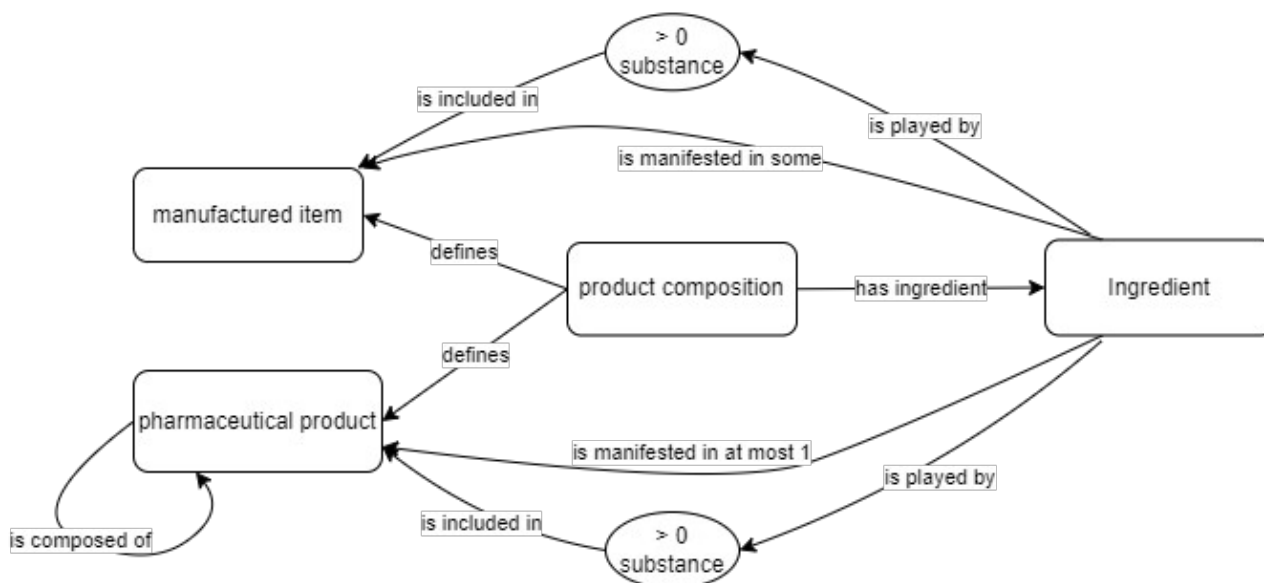 > 0
substance
is included in
is played by
is manifested in some
manufactured item
defines
product composition
has ingredient
Ingredient
defines
pharmaceutical product
is manifested in at most 1
is played by
is included in
> 0
substance
is composed of